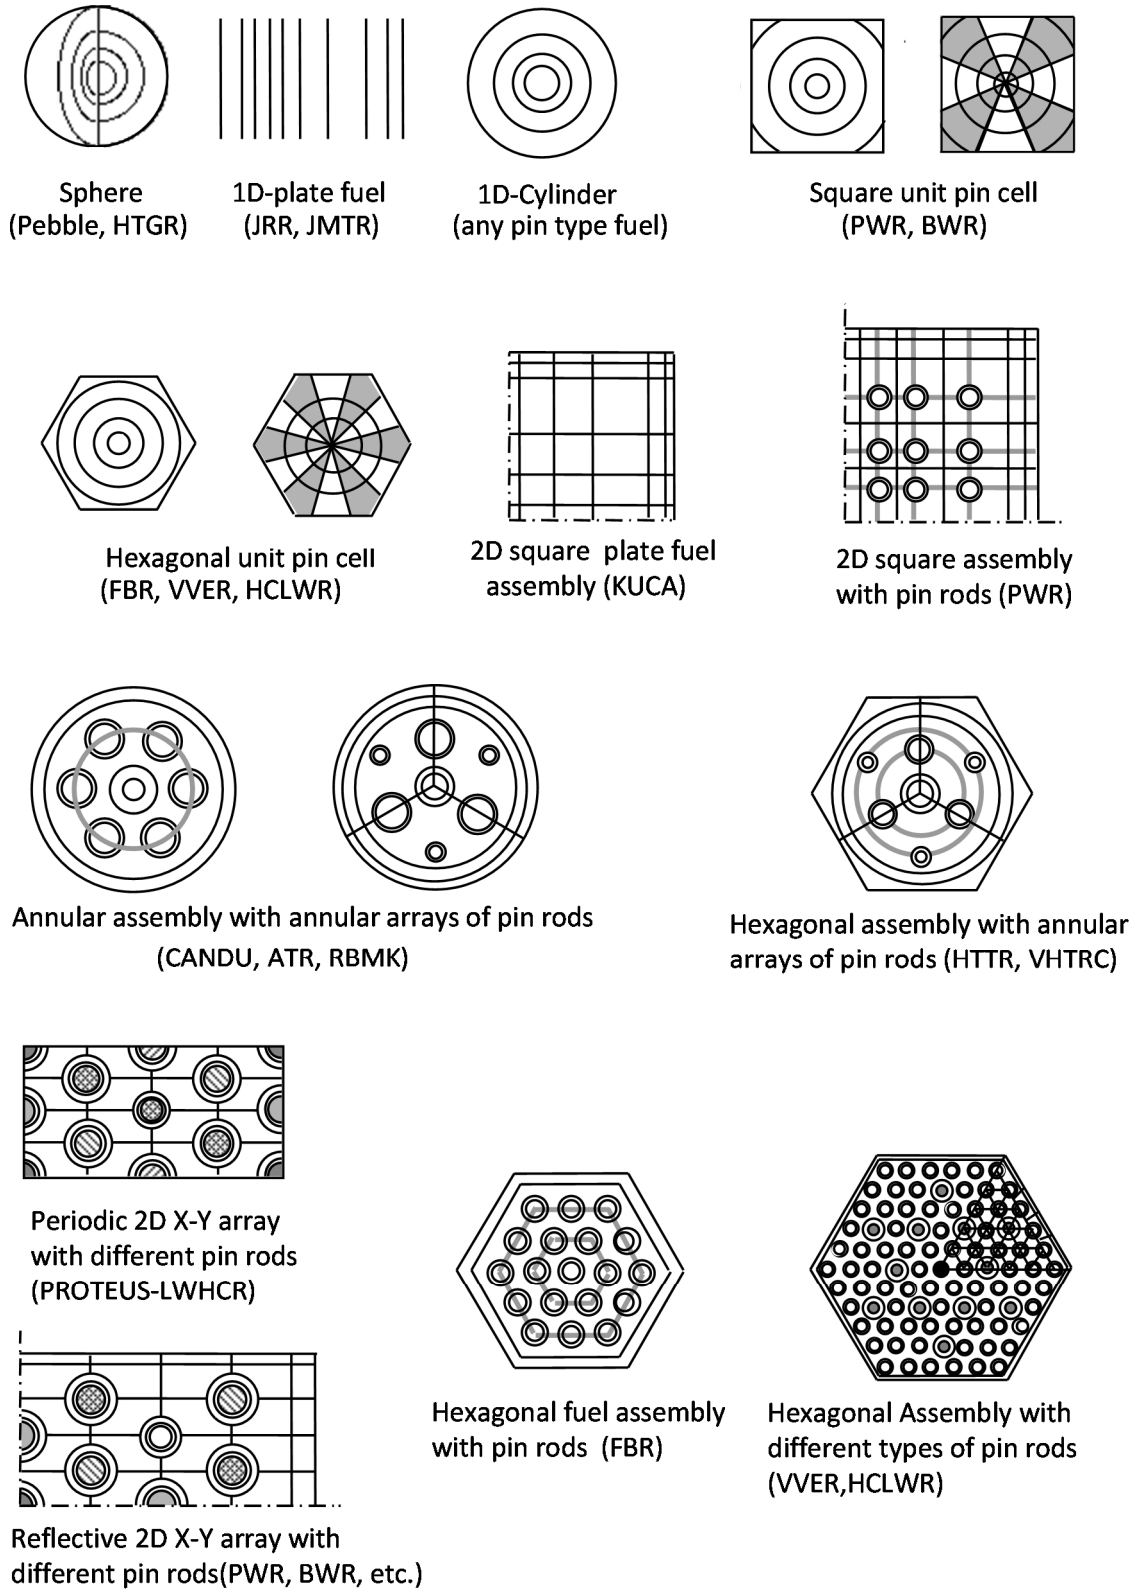 Sphere
(Pebble, HTGR)
1D-plate fuel
(JRR, JMTR)
1D-Cylinder
(any pin type fuel)
Square unit pin cell
(PWR, BWR)
Hexagonal unit pin cell
(FBR, VVER, HCLWR)
2D square plate fuel
assembly (KUCA)
2D square assembly
with pin rods (PWR)
Annular assembly with annular arrays of pin rods
(CANDU, ATR, RBMK)
Hexagonal assembly with annular
arrays of pin rods (HTTR, VHTRC)
Periodic 2D X-Y array
with different pin rods
(PROTEUS-LWHCR)
Hexagonal fuel assembly
with pin rods (FBR)
Hexagonal Assembly with
different types of pin rods
(VVER,HCLWR)
Reflective 2D X-Y array with
different pin rods(PWR, BWR, etc.)